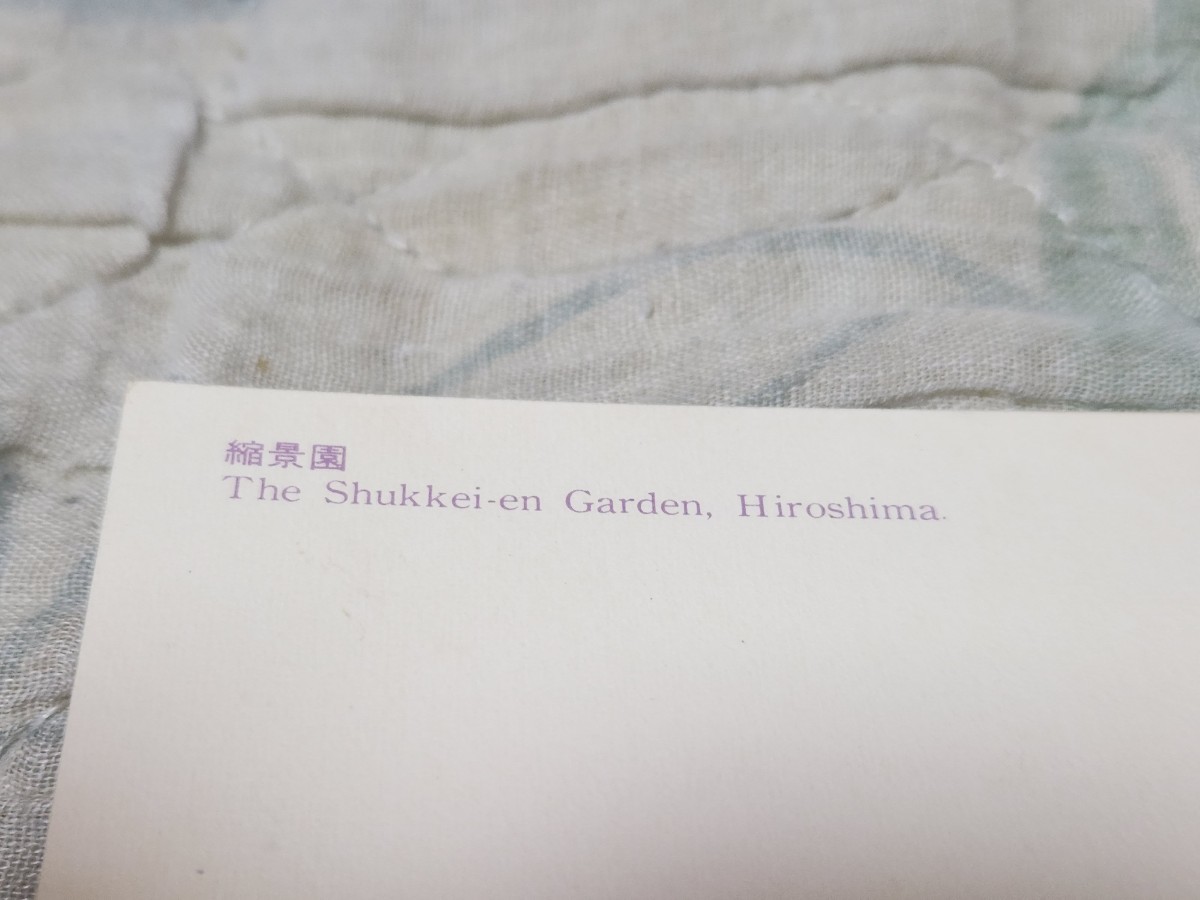 縮景園
The Shukkei-en Garden, Hiroshima.